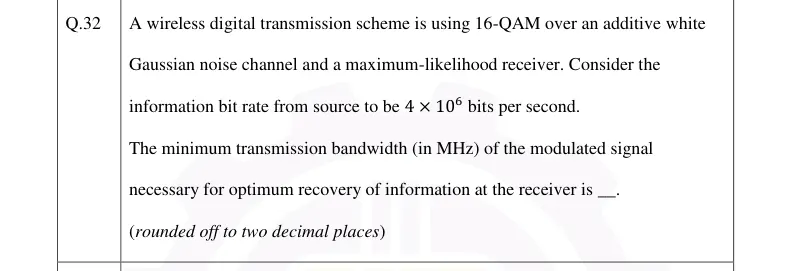 Q.32 A wireless digital transmission scheme is using 16-QAM over an additive white
Gaussian noise channel and a maximum-likelihood receiver. Consider the
information bit rate from source to be 4 × 10⁶ bits per second.
The minimum transmission bandwidth (in MHz) of the modulated signal
necessary for optimum recovery of information at the receiver is __.
(rounded off to two decimal places)